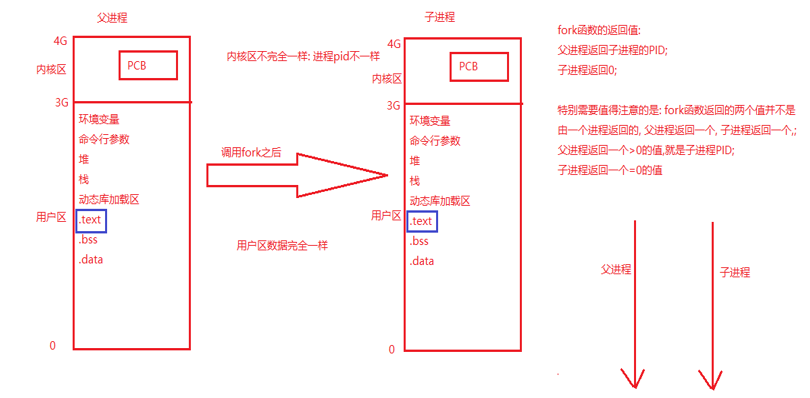 父进程
4G
PCB
内核区
3G
环境变量
命令行参数
堆
栈
动态库加载区
用户区
.text
.bss
.data
0
内核区不完全一样: 进程pid不一样
调用fork之后
用户区数据完全一样
子进程
4G
PCB
内核区
3G
环境变量
命令行参数
堆
栈
动态库加载区
用户区
.text
.bss
.data
0
fork函数的返回值:
父进程返回子进程的PID;
子进程返回0;
特别需要值得注意的是: fork函数返回的两个值并不是
由一个进程返回的, 父进程返回一个, 子进程返回一个,;
父进程返回一个>0的值,就是子进程PID;
子进程返回一个=0的值
父进程
子进程